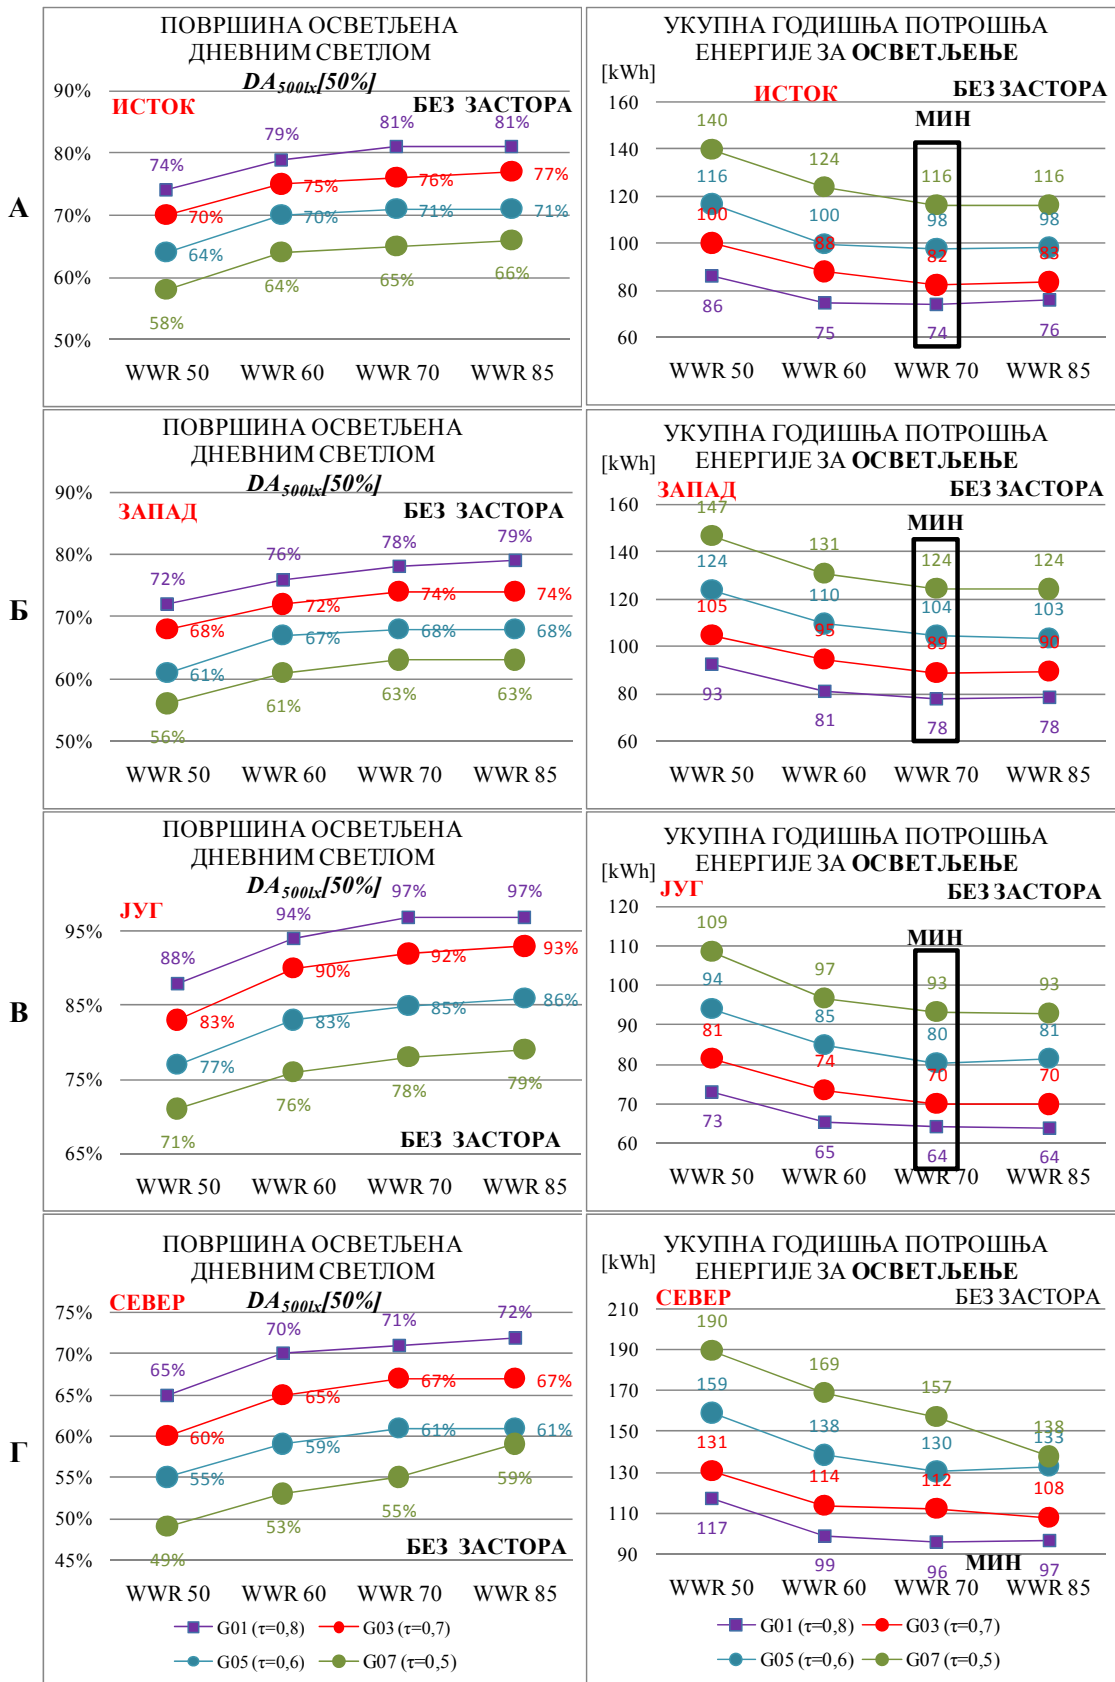 А
ПОВРШИНА ОСВЕТЉЕНА
ДНЕВНИМ СВЕТЛОМ
DA500lx[50%]
ИСТОК
БЕЗ ЗАСТОРА
90%
80%
70%
60%
50%
74%
79%
81%
81%
70%
75%
76%
77%
64%
70%
71%
71%
58%
64%
65%
66%
WWR 50
WWR 60
WWR 70
WWR 85
УКУПНА ГОДИШЊА ПОТРОШЊА
ЕНЕРГИЈЕ ЗА ОСВЕТЉЕЊЕ
[kWh]
БЕЗ ЗАСТОРА
ИСТОК
МИН
160
140
120
100
80
60
140
124
116
116
116
100
98
98
100
88
82
83
86
75
74
76
WWR 50
WWR 60
WWR 70
WWR 85
Б
ПОВРШИНА ОСВЕТЉЕНА
ДНЕВНИМ СВЕТЛОМ
DA500lx[50%]
ЗАПАД
БЕЗ ЗАСТОРА
90%
80%
70%
60%
50%
72%
76%
78%
79%
68%
72%
74%
74%
61%
67%
68%
68%
56%
61%
63%
63%
WWR 50
WWR 60
WWR 70
WWR 85
УКУПНА ГОДИШЊА ПОТРОШЊА
ЕНЕРГИЈЕ ЗА ОСВЕТЉЕЊЕ
[kWh]
ЗАПАД
БЕЗ ЗАСТОРА
МИН
160
140
120
100
80
60
147
131
124
124
124
110
104
103
105
95
89
90
93
81
78
78
WWR 50
WWR 60
WWR 70
WWR 85
В
ПОВРШИНА ОСВЕТЉЕНА
ДНЕВНИМ СВЕТЛОМ
DA500lx[50%]
ЈУГ
95%
85%
75%
65%
88%
94%
97%
97%
83%
90%
92%
93%
77%
83%
85%
86%
71%
76%
78%
79%
БЕЗ ЗАСТОРА
WWR 50
WWR 60
WWR 70
WWR 85
УКУПНА ГОДИШЊА ПОТРОШЊА
ЕНЕРГИЈЕ ЗА ОСВЕТЉЕЊЕ
[kWh]
ЈУГ
БЕЗ ЗАСТОРА
МИН
120
110
100
90
80
70
60
109
97
93
93
94
85
80
81
81
74
70
70
73
65
64
64
WWR 50
WWR 60
WWR 70
WWR 85
Г
ПОВРШИНА ОСВЕТЉЕНА
ДНЕВНИМ СВЕТЛОМ
DA500lx[50%]
СЕВЕР
75%
70%
65%
60%
55%
50%
45%
65%
70%
71%
72%
60%
65%
67%
67%
55%
59%
61%
61%
49%
53%
55%
59%
БЕЗ ЗАСТОРА
WWR 50
WWR 60
WWR 70
WWR 85
G01 (τ=0,8)
G03 (τ=0,7)
G05 (τ=0,6)
G07 (τ=0,5)
УКУПНА ГОДИШЊА ПОТРОШЊА
ЕНЕРГИЈЕ ЗА ОСВЕТЉЕЊЕ
[kWh]
СЕВЕР
БЕЗ ЗАСТОРА
210
190
170
150
130
110
90
190
169
157
138
159
138
130
133
131
114
112
108
117
99
96
97
МИН
WWR 50
WWR 60
WWR 70
WWR 85
G01 (τ=0,8)
G03 (τ=0,7)
G05 (τ=0,6)
G07 (τ=0,5)